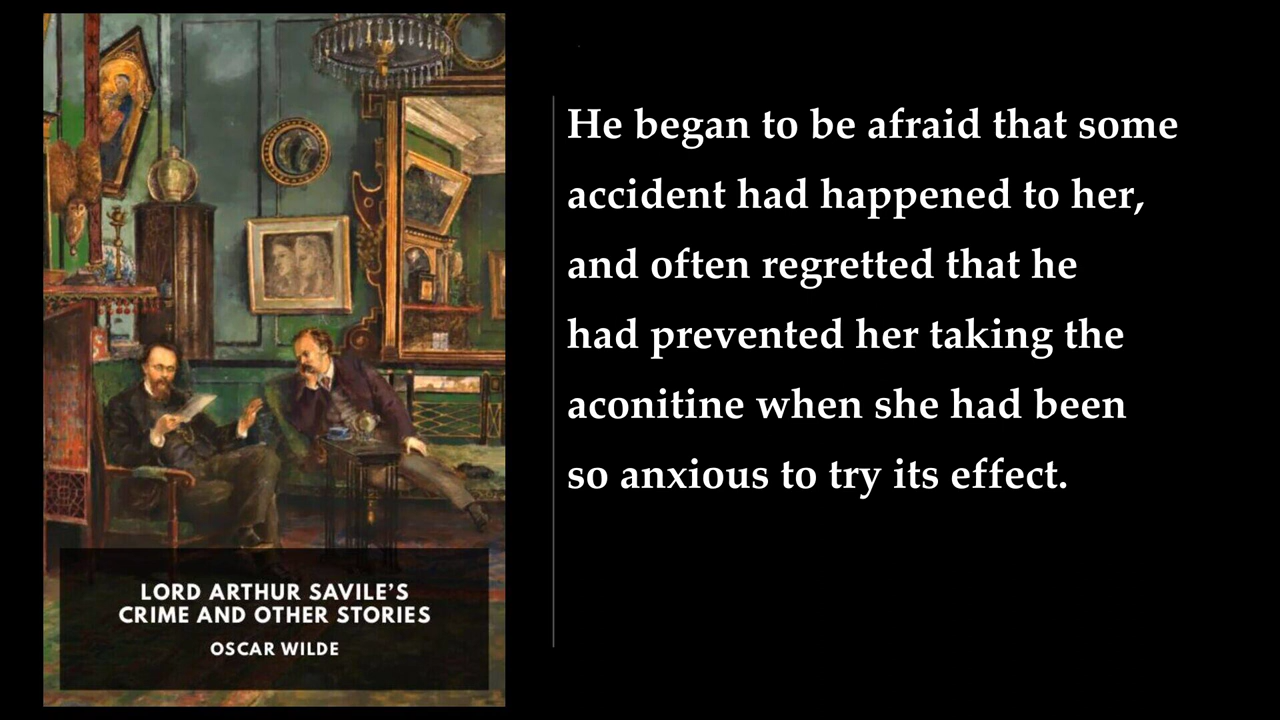 He began to be afraid that some
accident had happened to her,
and often regretted that he
had prevented her taking the
aconitine when she had been
so anxious to try its effect.
LORD ARTHUR SAVILE’S
CRIME AND OTHER STORIES
OSCAR WILDE